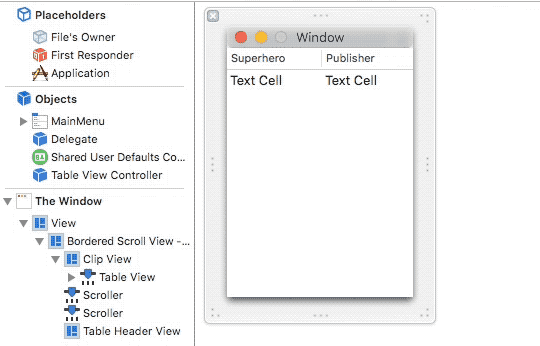 Placeholders
File's Owner
First Responder
Application
Objects
MainMenu
Delegate
Shared User Defaults Co...
Table View Controller
The Window
View
Bordered Scroll View -...
Clip View
Table View
Scroller
Scroller
Table Header View
Window
Superhero Publisher
Text Cell Text Cell